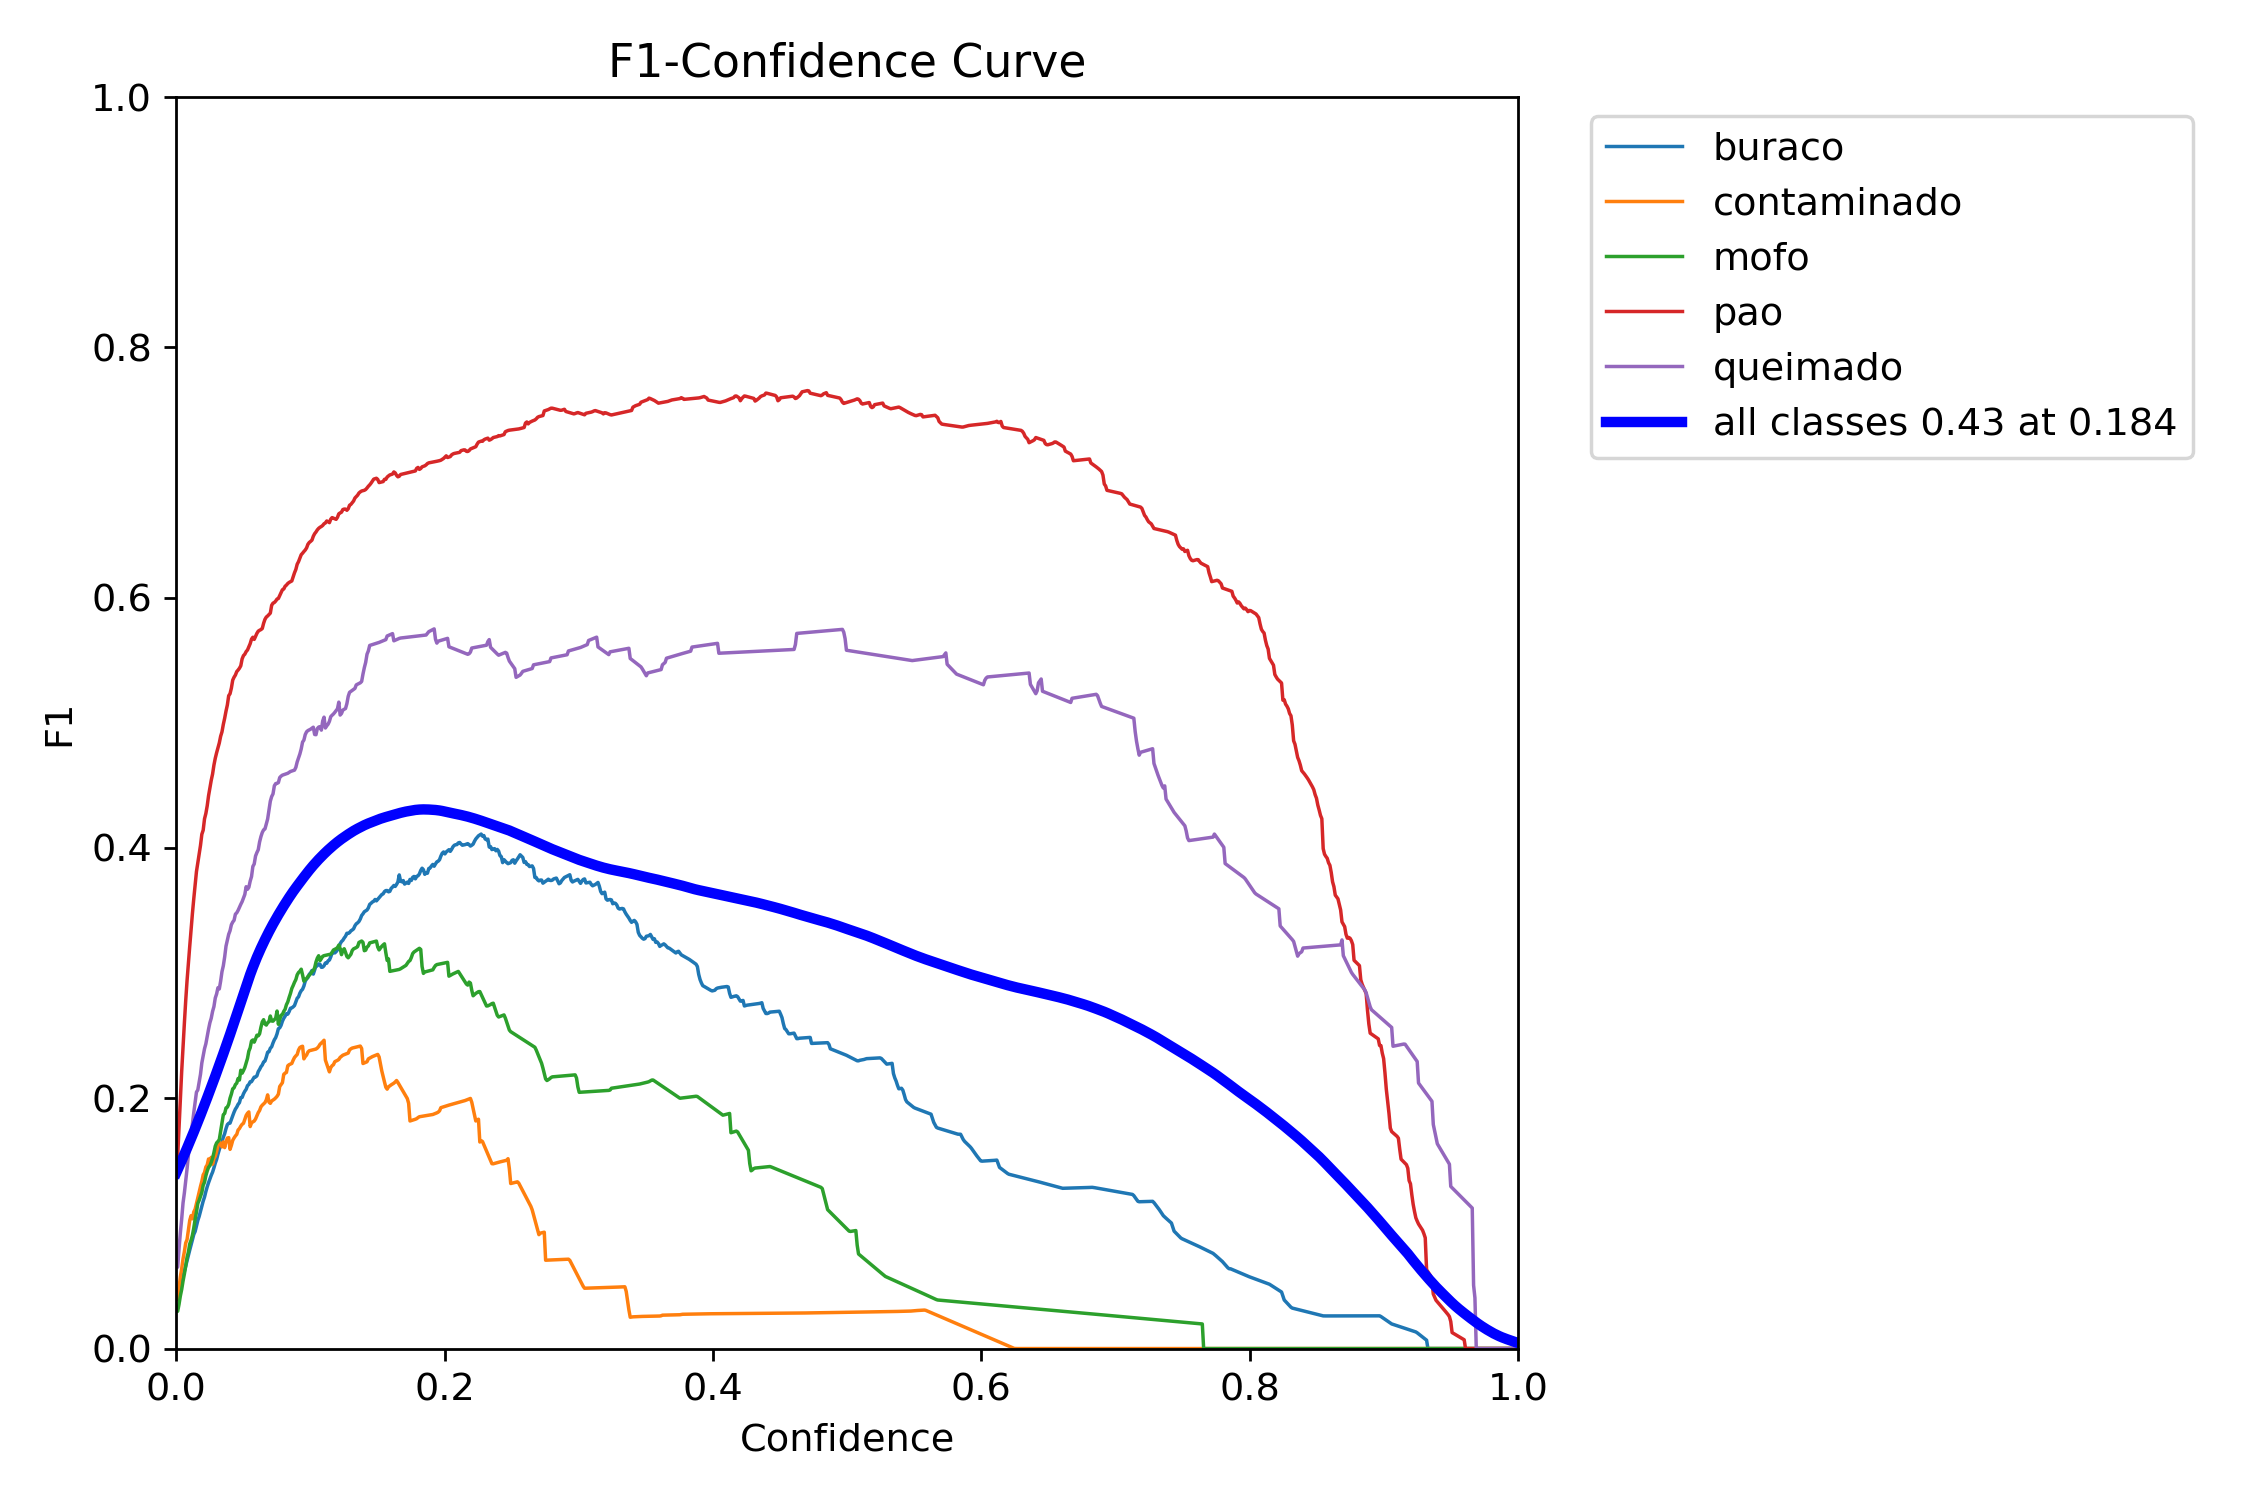 F1-Confidence Curve
1.0
0.8
0.6
0.4
0.2
0.0
F1
0.0 0.2 0.4 0.6 0.8 1.0
Confidence
buraco
contaminado
mofo
pao
queimado
all classes 0.43 at 0.184